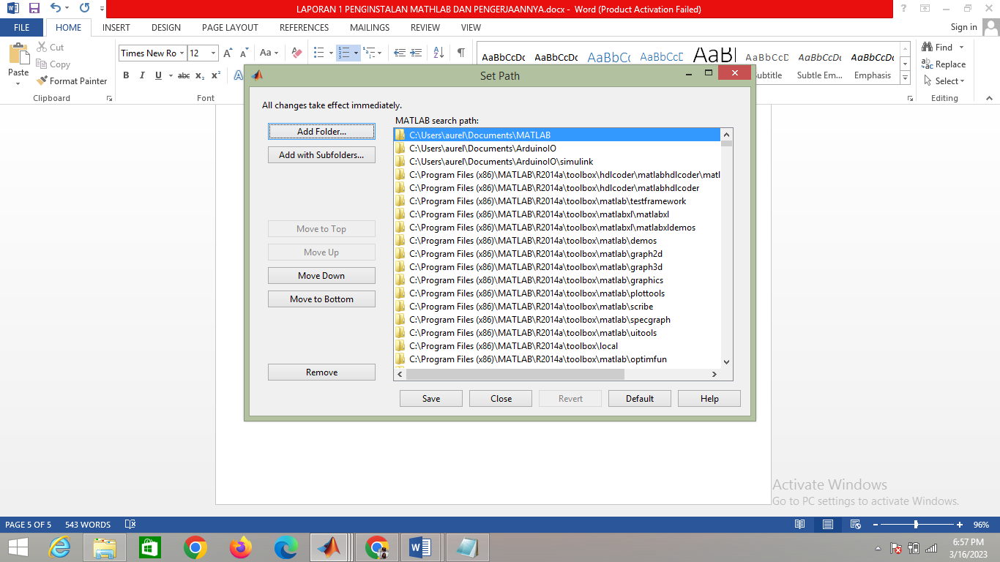 LAPORAN 1 PENGINSTALAN MATHLAB DAN PENGERJAANNYA.docx - Word (Product Activation Failed)
FILE HOME INSERT DESIGN PAGE LAYOUT REFERENCES MAILINGS REVIEW VIEW Sign in
Paste
Cut
Copy
Format Painter
Clipboard
Times New Ro 12
Aa
B I U abc x₂ x²
Font
AaBbCcDc AaBbCcDc AaBbCc AaBbCcD AaB AaBbCcD AaBbCcDc AaBbCcDc
Subtitle Subtle Em... Emphasis
Find
Replace
Select
Editing
Set Path
All changes take effect immediately.
MATLAB search path:
Add Folder...
Add with Subfolders...
Move to Top
Move Up
Move Down
Move to Bottom
Remove
C:\Users\aurel\Documents\MATLAB
C:\Users\aurel\Documents\ArduinoIO
C:\Users\aurel\Documents\ArduinoIO\simulink
C:\Program Files (x86)\MATLAB\R2014a\toolbox\hdlcoder\matlabhdlcoder\matl
C:\Program Files (x86)\MATLAB\R2014a\toolbox\hdlcoder\matlabhdlcoder
C:\Program Files (x86)\MATLAB\R2014a\toolbox\matlab\testframework
C:\Program Files (x86)\MATLAB\R2014a\toolbox\matlabxl\matlabxl
C:\Program Files (x86)\MATLAB\R2014a\toolbox\matlabxl\matlabxldemos
C:\Program Files (x86)\MATLAB\R2014a\toolbox\matlab\demos
C:\Program Files (x86)\MATLAB\R2014a\toolbox\matlab\graph2d
C:\Program Files (x86)\MATLAB\R2014a\toolbox\matlab\graph3d
C:\Program Files (x86)\MATLAB\R2014a\toolbox\matlab\graphics
C:\Program Files (x86)\MATLAB\R2014a\toolbox\matlab\plottools
C:\Program Files (x86)\MATLAB\R2014a\toolbox\matlab\scribe
C:\Program Files (x86)\MATLAB\R2014a\toolbox\matlab\specgraph
C:\Program Files (x86)\MATLAB\R2014a\toolbox\matlab\uitools
C:\Program Files (x86)\MATLAB\R2014a\toolbox\local
C:\Program Files (x86)\MATLAB\R2014a\toolbox\matlab\optimfun
Save Close Revert Default Help
Activate Windows
Go to PC settings to activate Windows.
PAGE 5 OF 5 543 WORDS 96%
6:57 PM
3/16/2023